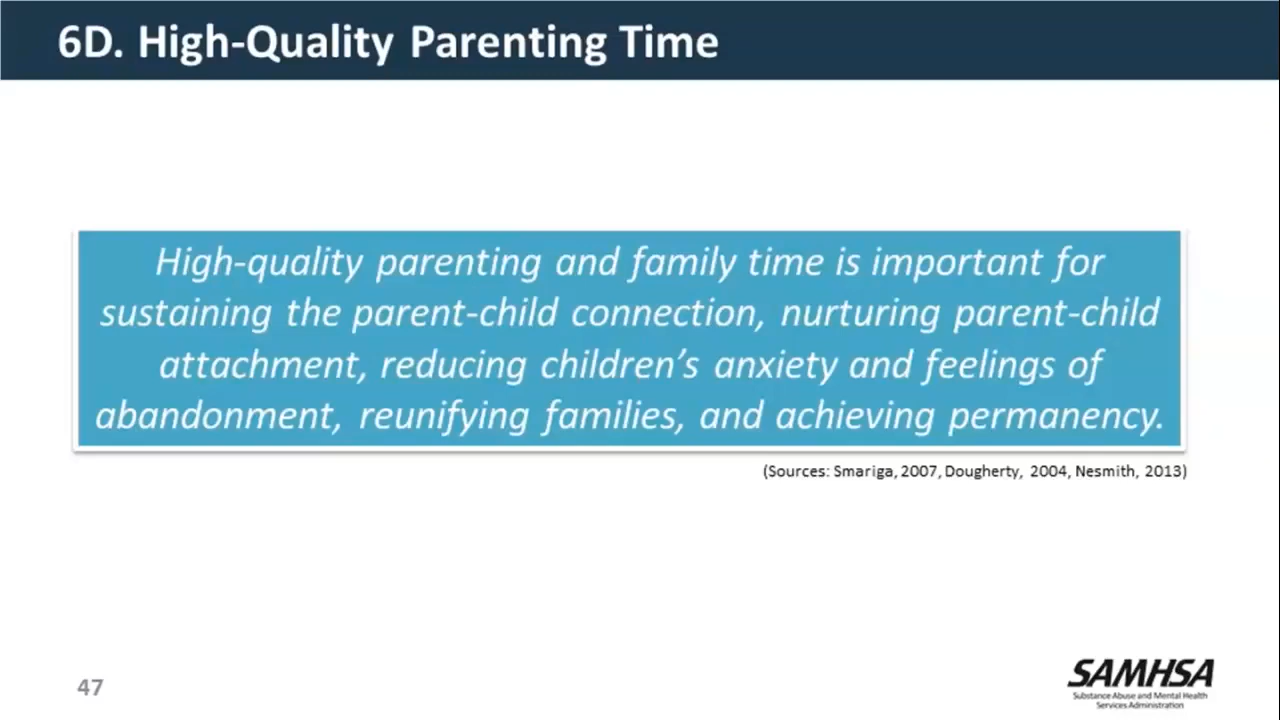 6D. High-Quality Parenting Time
High-quality parenting and family time is important for
sustaining the parent-child connection, nurturing parent-child
attachment, reducing children’s anxiety and feelings of
abandonment, reunifying families, and achieving permanency.
(Sources: Smariga, 2007, Dougherty, 2004, Nesmith, 2013)
47
SAMHSA
Substance Abuse and Mental Health
Services Administration